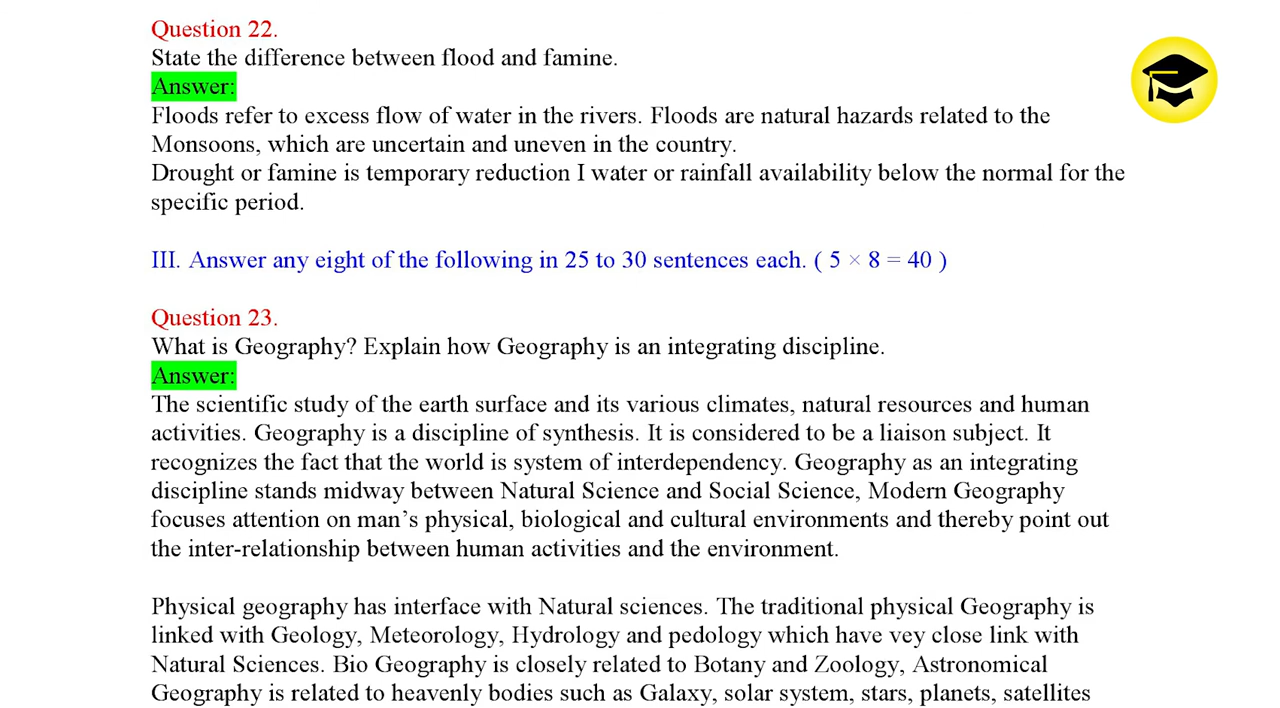 Question 22.
State the difference between flood and famine.
Answer:
Floods refer to excess flow of water in the rivers. Floods are natural hazards related to the
Monsoons, which are uncertain and uneven in the country.
Drought or famine is temporary reduction I water or rainfall availability below the normal for the
specific period.
III. Answer any eight of the following in 25 to 30 sentences each. ( 5 × 8 = 40 )
Question 23.
What is Geography? Explain how Geography is an integrating discipline.
Answer:
The scientific study of the earth surface and its various climates, natural resources and human
activities. Geography is a discipline of synthesis. It is considered to be a liaison subject. It
recognizes the fact that the world is system of interdependency. Geography as an integrating
discipline stands midway between Natural Science and Social Science, Modern Geography
focuses attention on man’s physical, biological and cultural environments and thereby point out
the inter-relationship between human activities and the environment.
Physical geography has interface with Natural sciences. The traditional physical Geography is
linked with Geology, Meteorology, Hydrology and pedology which have vey close link with
Natural Sciences. Bio Geography is closely related to Botany and Zoology, Astronomical
Geography is related to heavenly bodies such as Galaxy, solar system, stars, planets, satellites